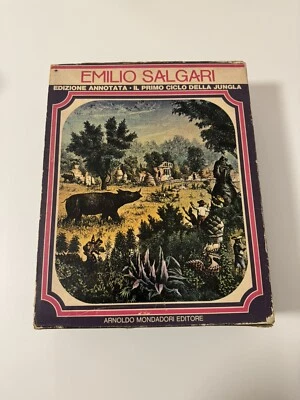 EMILIO SALGARI
EDIZIONE ANNOTATA • IL PRIMO CICLO DELLA JUNGLA
ARNOLDO MONDADORI EDITORE